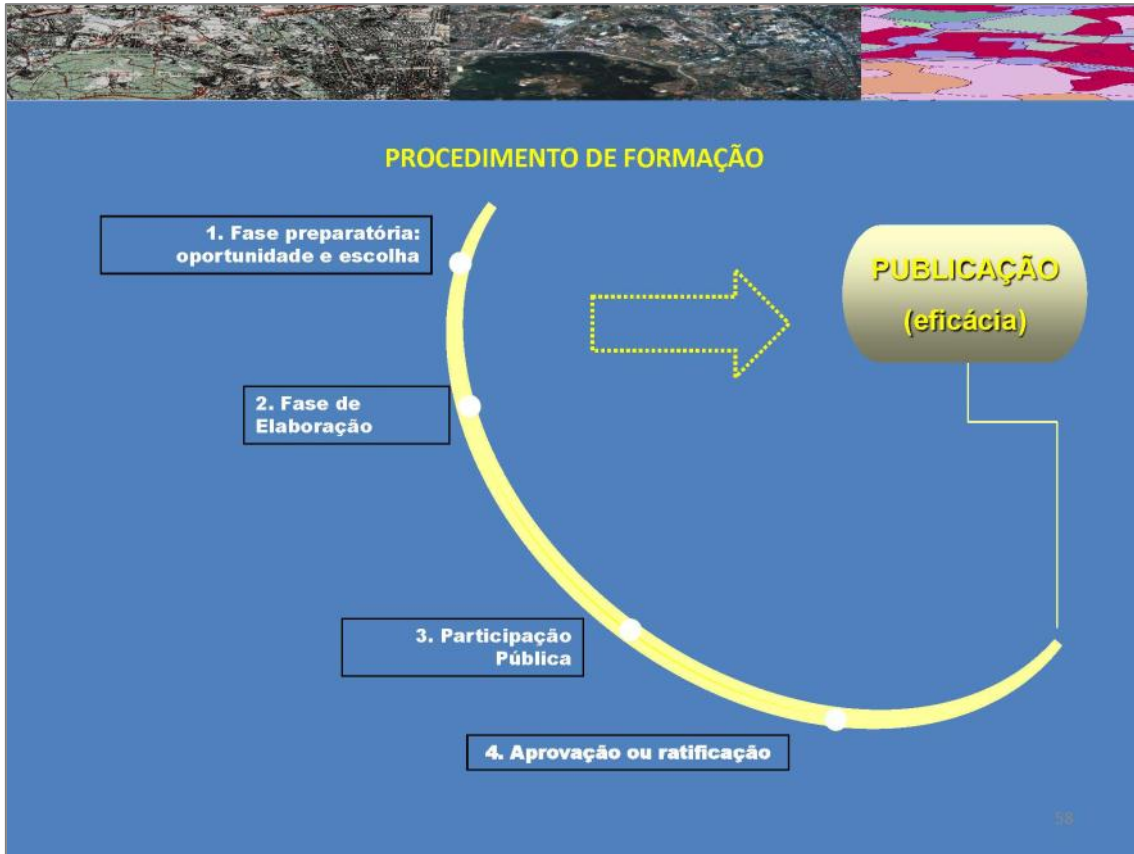 PROCEDIMENTO DE FORMAÇÃO
1. Fase preparatória:
oportunidade e escolha
PUBLICAÇÃO
(eficácia)
2. Fase de
Elaboração
3. Participação
Pública
4. Aprovação ou ratificação
58